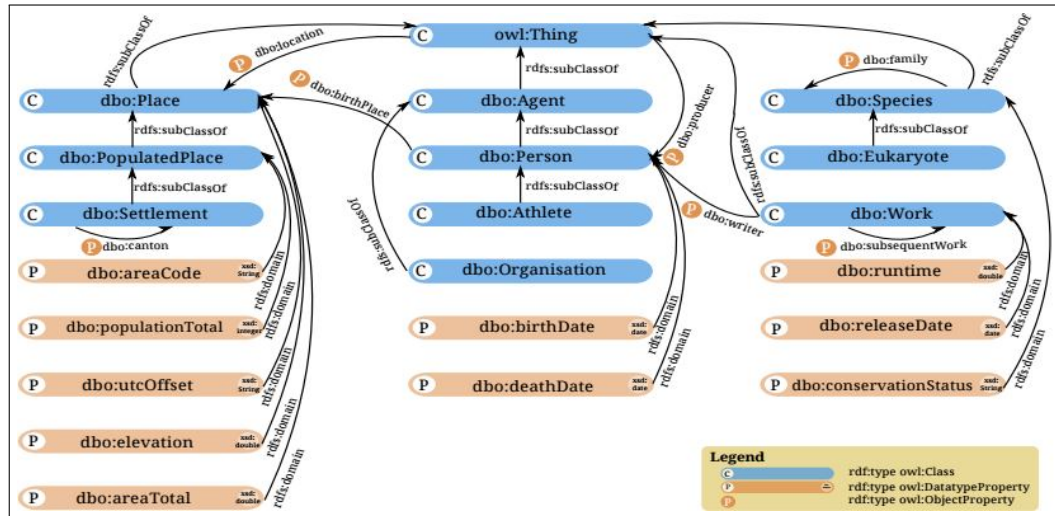 owl:Thing
C
rdfs:subClassOf
P dbo:location
P dbo:birthPlace
rdfs:subClassOf
P dbo:family
rdfs:subClassOf
C dbo:Place
C dbo:Agent
C dbo:Species
rdfs:subClassOf
rdfs:subClassOf
P dbo:producer
rdfs:subClassOf
rdfs:subClassOf
C dbo:PopulatedPlace
C dbo:Person
C dbo:Eukaryote
rdfs:subClassOf
rdfs:subClassOf
rdfs:subClassOf
C dbo:Settlement
C dbo:Athlete
P dbo:writer
C dbo:Work
P dbo:canton
P dbo:subsequentWork
P dbo:areaCode xsd: String
rdfs:domain
C dbo:Organisation
P dbo:runtime xsd: double
rdfs:domain
P dbo:populationTotal xsd: integer
rdfs:domain
P dbo:birthDate xsd: date
rdfs:domain
P dbo:releaseDate xsd: date
rdfs:domain
P dbo:utcOffset xsd: String
rdfs:domain
P dbo:deathDate xsd: date
rdfs:domain
P dbo:conservationStatus xsd: String
rdfs:domain
P dbo:elevation xsd: double
rdfs:domain
P dbo:areaTotal xsd: double
rdfs:domain
Legend
C rdf:type owl:Class
P rdf:type owl:DatatypeProperty
P rdf:type owl:ObjectProperty